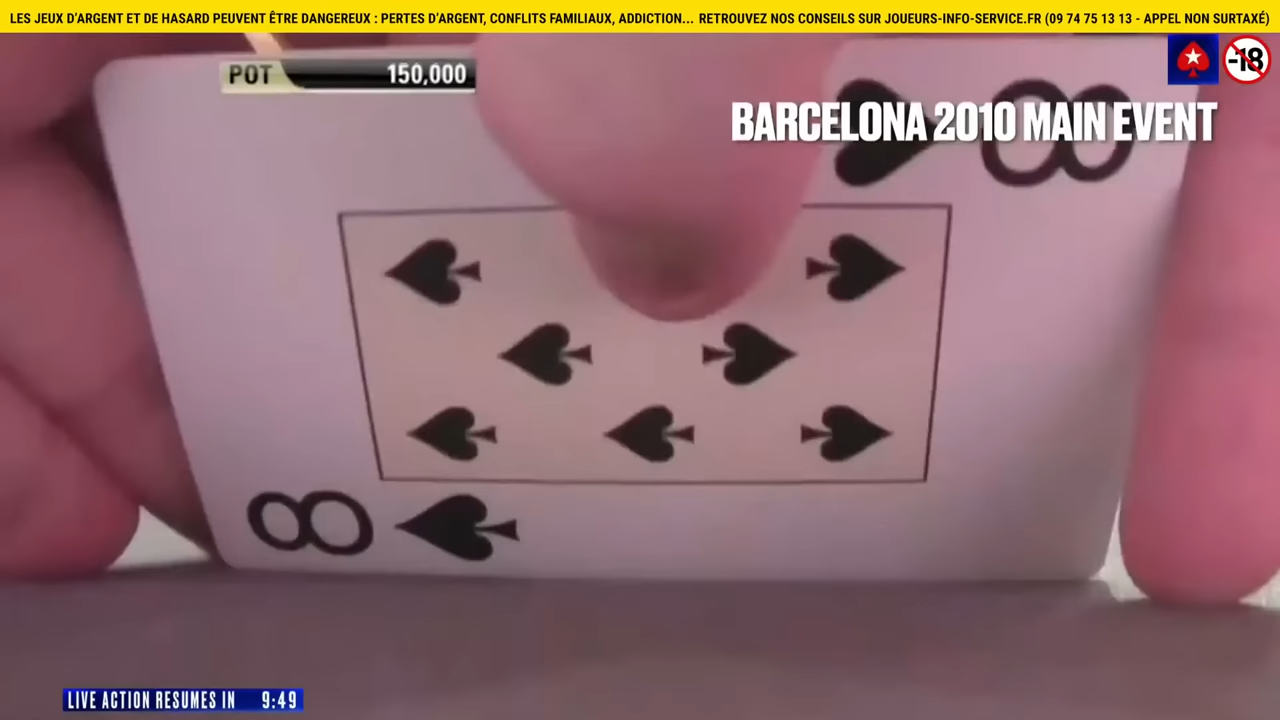 LES JEUX D'ARGENT ET DE HASARD PEUVENT ÊTRE DANGEREUX : PERTES D'ARGENT, CONFLITS FAMILIAUX, ADDICTION... RETROUVEZ NOS CONSEILS SUR JOUEURS-INFO-SERVICE.FR (09 74 75 13 13 - APPEL NON SURTAXÉ)
-18
POT 150,000
BARCELONA 2010 MAIN EVENT
8
8
LIVE ACTION RESUMES IN 9:49